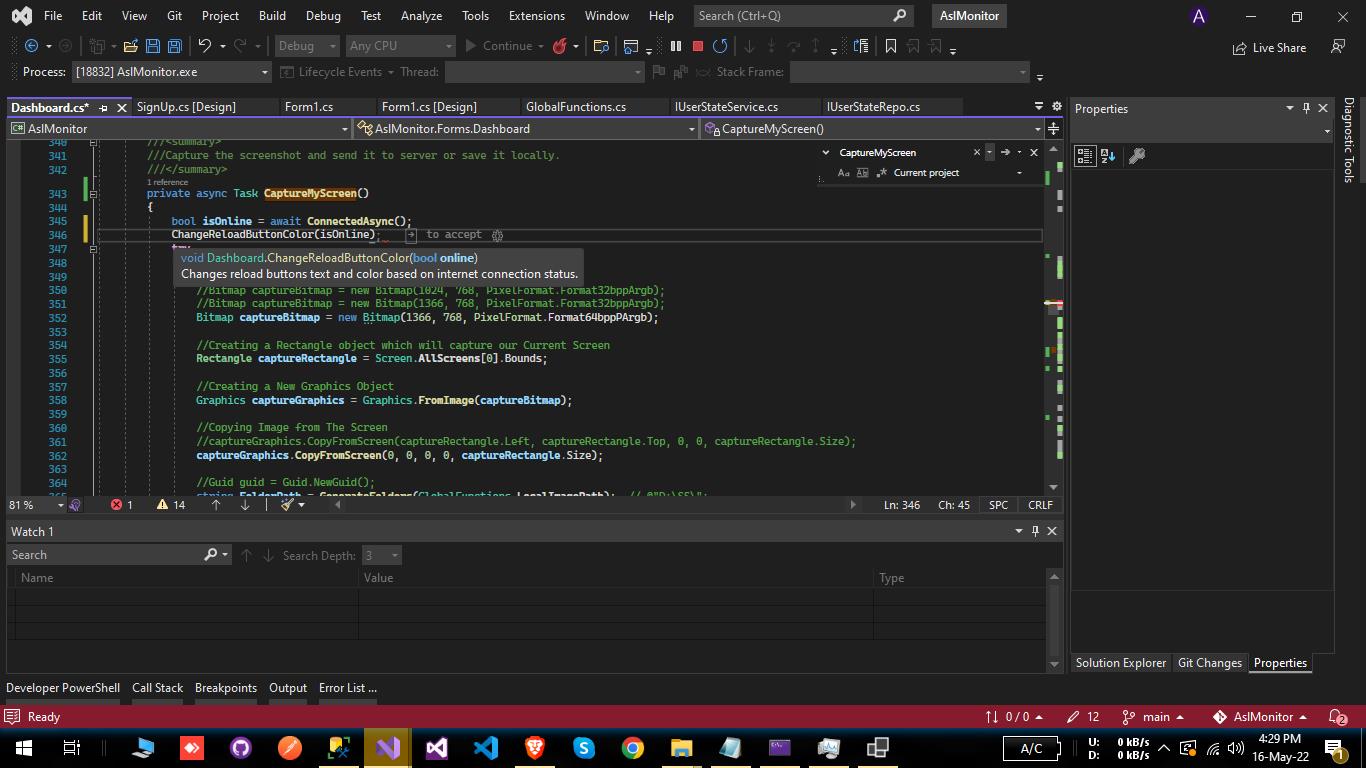 File Edit View Git Project Build Debug Test Analyze Tools Extensions Window Help Search (Ctrl+Q) AslMonitor A
Debug Any CPU Continue Live Share
Process: [18832] AslMonitor.exe Lifecycle Events Thread: Stack Frame:
Dashboard.cs* SignUp.cs [Design] Form1.cs Form1.cs [Design] GlobalFunctions.cs IUserStateService.cs IUserStateRepo.cs
AslMonitor AslMonitor.Forms.Dashboard CaptureMyScreen()
Properties
Diagnostic Tools
CaptureMyScreen
Aa Ab Current project
340 ///<summary>
341 ///Capture the screenshot and send it to server or save it locally.
342 ///</summary>
1 reference
343 private async Task CaptureMyScreen()
344 {
345 bool isOnline = await ConnectedAsync();
346 ChangeReloadButtonColor(isOnline); to accept
347 try
void Dashboard.ChangeReloadButtonColor(bool online)
Changes reload buttons text and color based on internet connection status.
348
349
350 //Bitmap captureBitmap = new Bitmap(1024, 768, PixelFormat.Format32bppArgb);
351 //Bitmap captureBitmap = new Bitmap(1366, 768, PixelFormat.Format32bppArgb);
352 Bitmap captureBitmap = new Bitmap(1366, 768, PixelFormat.Format64bppPArgb);
353
354 //Creating a Rectangle object which will capture our Current Screen
355 Rectangle captureRectangle = Screen.AllScreens[0].Bounds;
356
357 //Creating a New Graphics Object
358 Graphics captureGraphics = Graphics.FromImage(captureBitmap);
359
360 //Copying Image from The Screen
361 //captureGraphics.CopyFromScreen(captureRectangle.Left, captureRectangle.Top, 0, 0, captureRectangle.Size);
362 captureGraphics.CopyFromScreen(0, 0, 0, 0, captureRectangle.Size);
363
364 //Guid guid = Guid.NewGuid();
365 string FolderPath = GenerateFolders(GlobalFunctions.LocalImagePath); // @"D:\SS\";
81 % 1 14 Ln: 346 Ch: 45 SPC CRLF
Watch 1
Search Search Depth: 3
Name Value Type
Solution Explorer Git Changes Properties
Developer PowerShell Call Stack Breakpoints Output Error List ...
Ready 0 / 0 12 main AslMonitor 2
A/C U: 0 kB/s D: 0 kB/s 4:29 PM 16-May-22 1